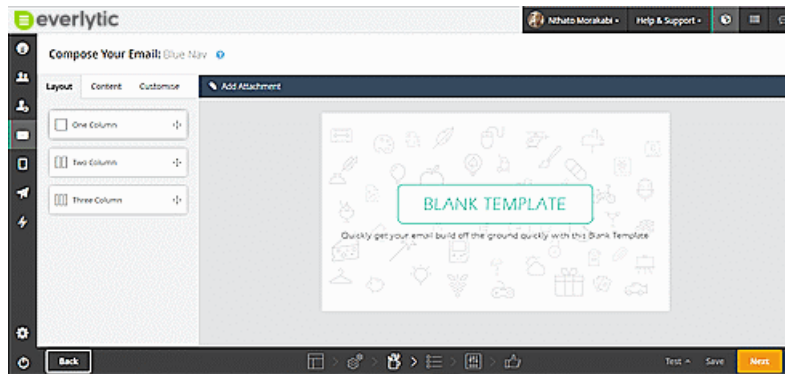 everlytic
Nthato Morakabi
Help & Support
Compose Your Email: Blue Nav
Layout
Content
Customise
Add Attachment
One Column
Two Column
Three Column
BLANK TEMPLATE
Quickly get your email build off the ground quickly with this Blank Template
Back
Test
Save
Next